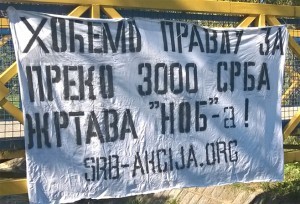 ХОЋЕМО ПРАВДУ ЗА
ПРЕКО 3000 СРБА
ЖРТАВА "НОБ"-а!
SRB-AKCIJA.ORG